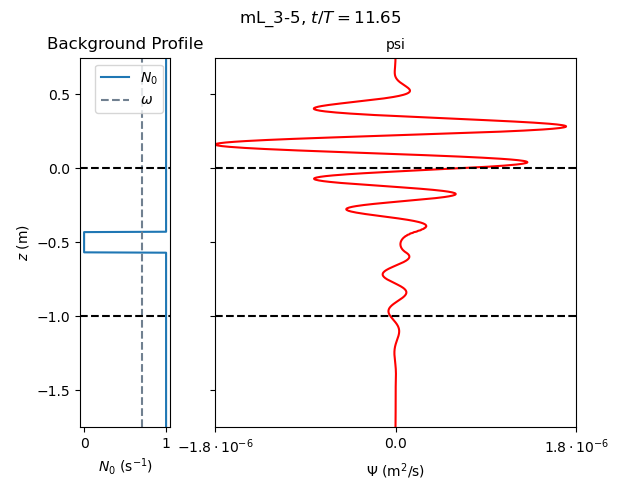 mL_3-5, $t/T = 11.65$
Background Profile
psi
N₀
ω
0.5
0.0
−0.5
−1.0
−1.5
z (m)
0
1
N₀ (s⁻¹)
−1.8 · 10⁻⁶
0.0
1.8 · 10⁻⁶
Ψ (m²/s)